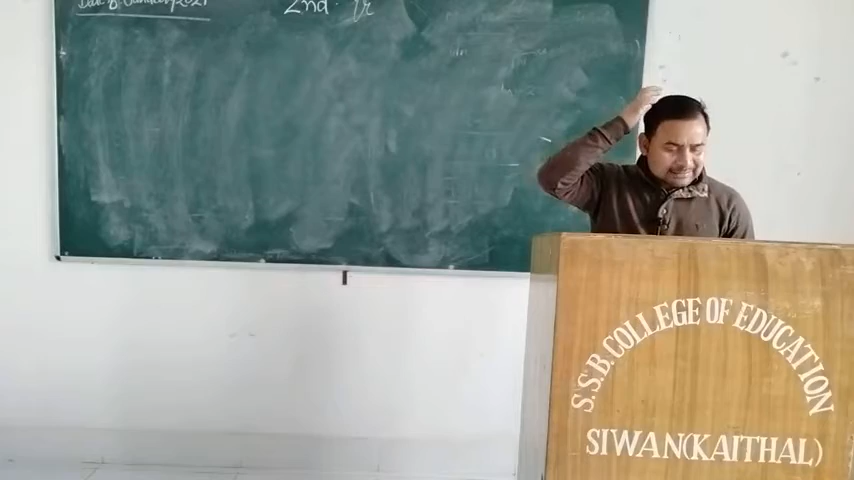 2nd. Yr
S.S.B. COLLEGE OF EDUCATION
SIWAN(KAITHAL)